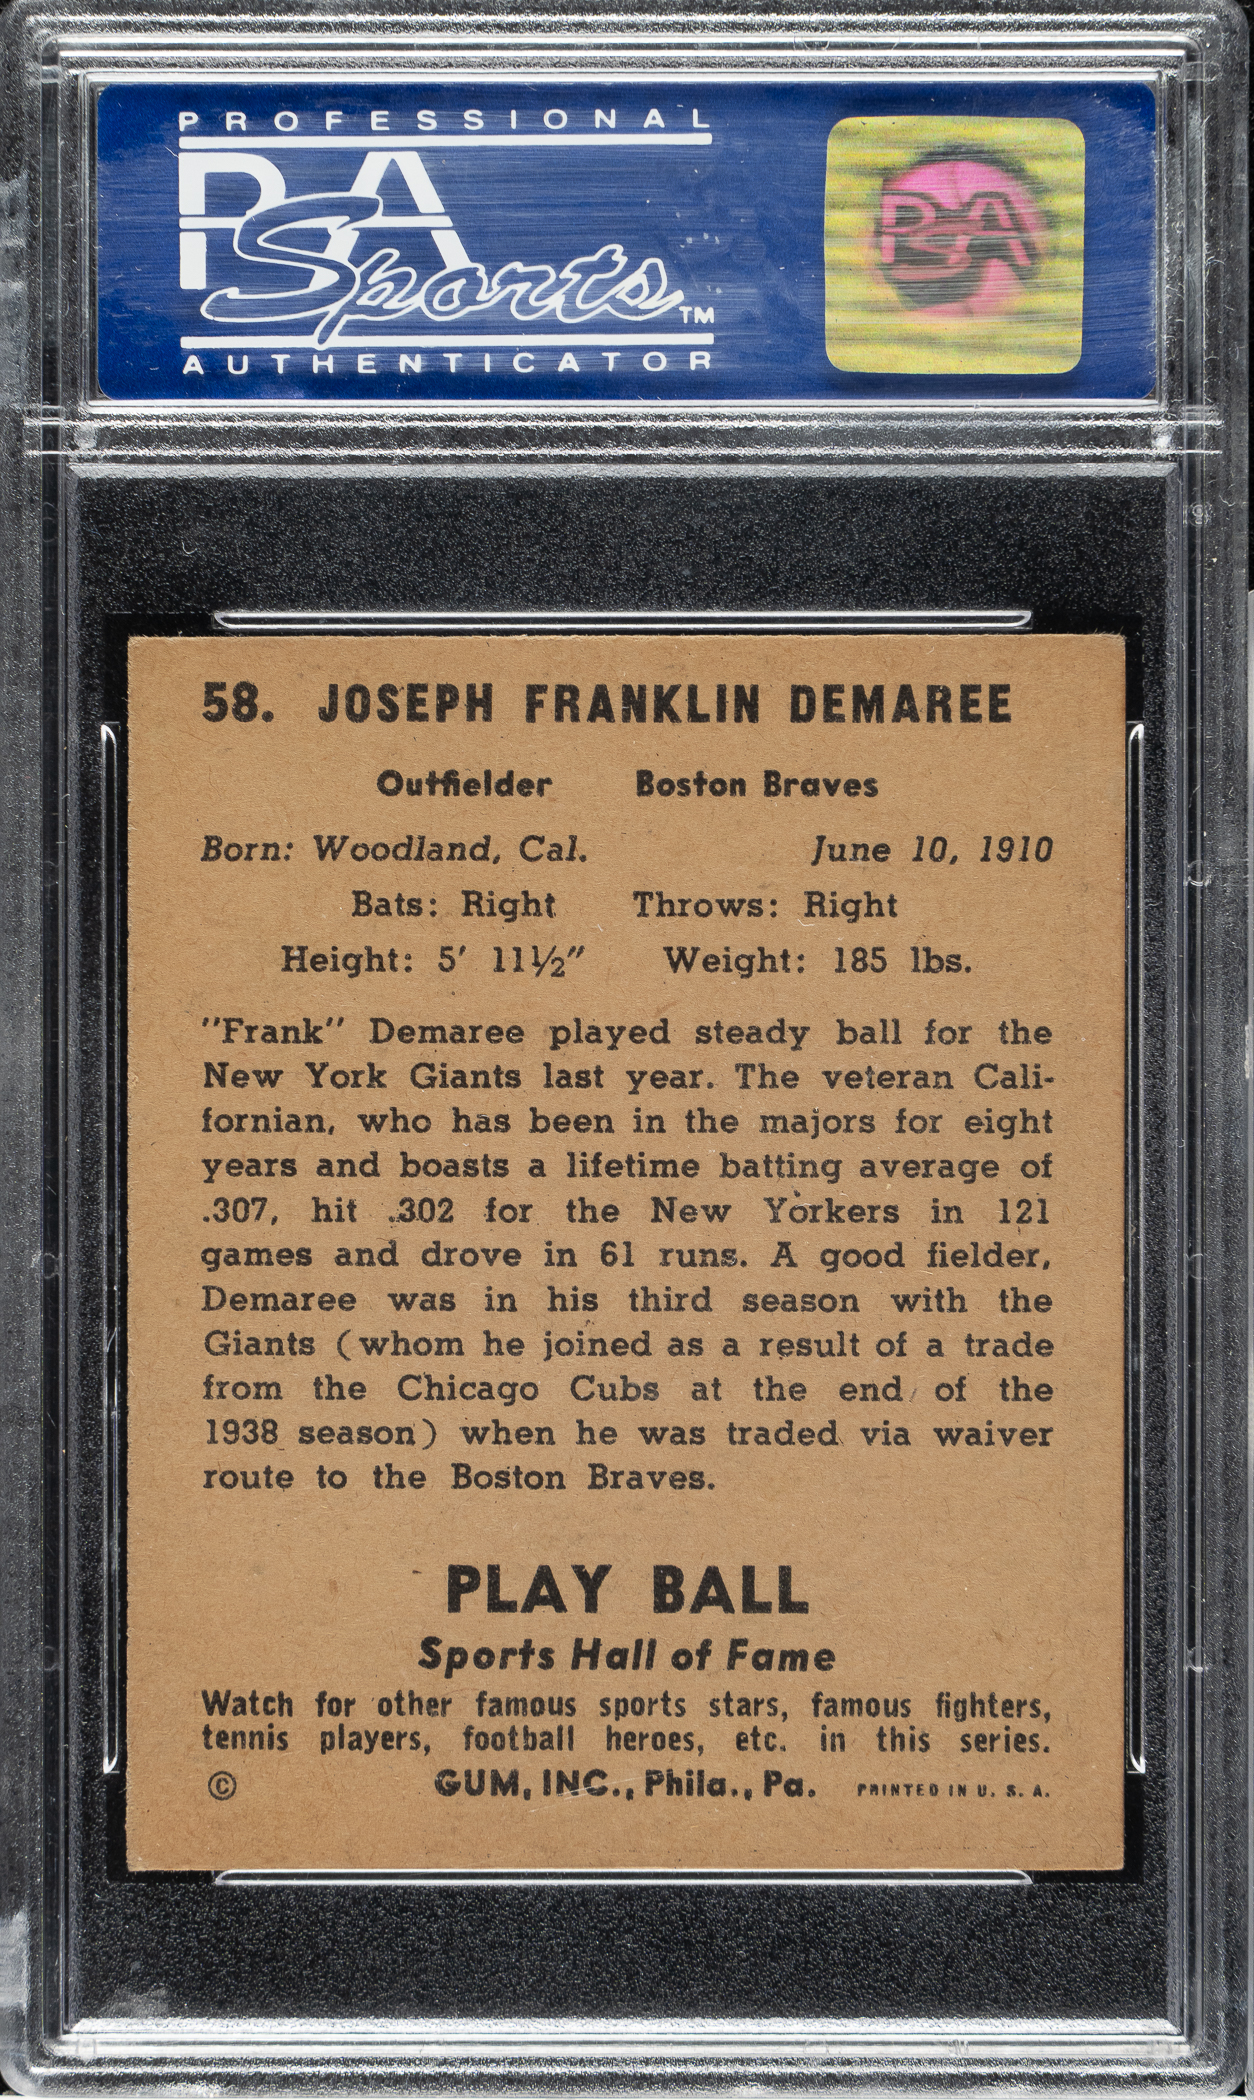 PROFESSIONAL
PSA
Sports TM
AUTHENTICATOR
PSA
58. JOSEPH FRANKLIN DEMAREE
Outfielder Boston Braves
Born: Woodland, Cal. June 10, 1910
Bats: Right Throws: Right
Height: 5' 11½" Weight: 185 lbs.
"Frank" Demaree played steady ball for the
New York Giants last year. The veteran Cali-
fornian, who has been in the majors for eight
years and boasts a lifetime batting average of
.307, hit .302 for the New Yorkers in 121
games and drove in 61 runs. A good fielder,
Demaree was in his third season with the
Giants (whom he joined as a result of a trade
from the Chicago Cubs at the end of the
1938 season) when he was traded via waiver
route to the Boston Braves.
PLAY BALL
Sports Hall of Fame
Watch for other famous sports stars, famous fighters,
tennis players, football heroes, etc. in this series.
© GUM, INC., Phila., Pa. PRINTED IN U. S. A.